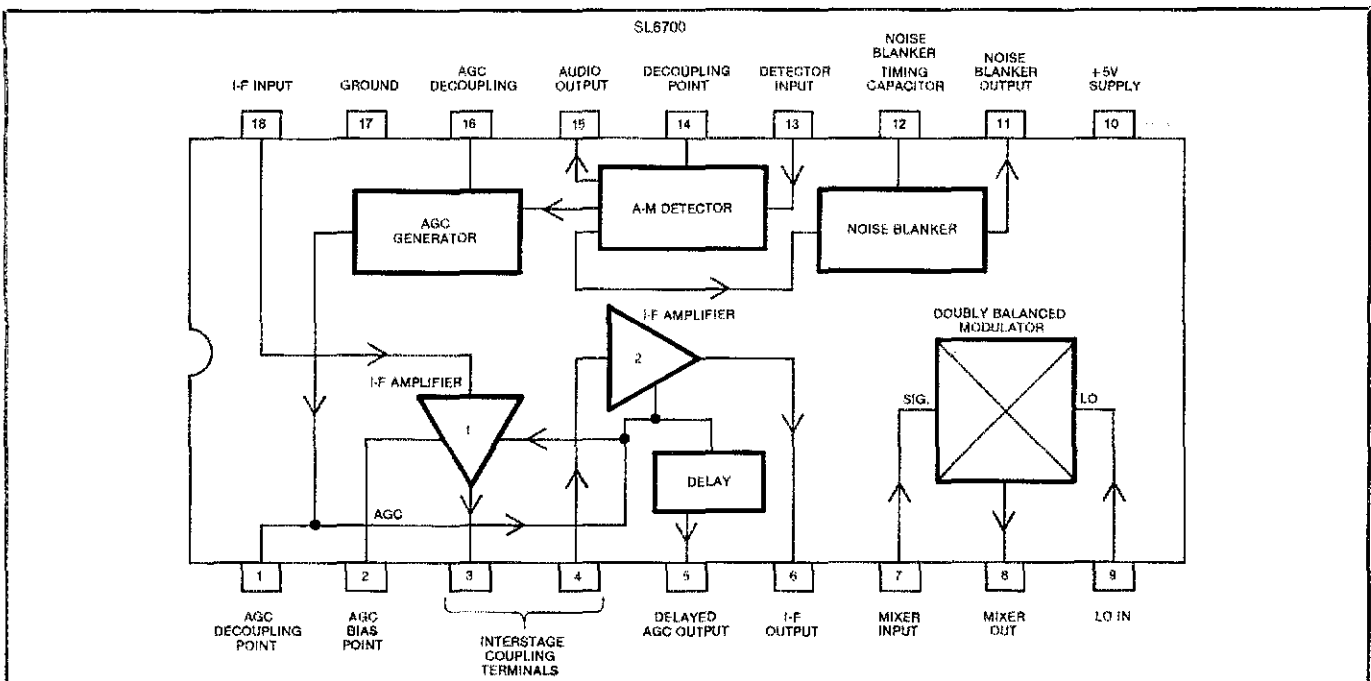 SL6700
I-F INPUT
GROUND
AGC
DECOUPLING
AUDIO
OUTPUT
DECOUPLING
POINT
DETECTOR
INPUT
NOISE
BLANKER
TIMING
CAPACITOR
NOISE
BLANKER
OUTPUT
+5V
SUPPLY
18
17
16
15
14
13
12
11
10
AGC
GENERATOR
A-M DETECTOR
NOISE BLANKER
I-F AMPLIFIER
2
DOUBLY BALANCED
MODULATOR
I-F AMPLIFIER
1
SIG.
LO
DELAY
AGC
1
2
3
4
5
6
7
8
9
AGC
DECOUPLING
POINT
AGC
BIAS
POINT
INTERSTAGE
COUPLING
TERMINALS
DELAYED
AGC OUTPUT
I-F
OUTPUT
MIXER
INPUT
MIXER
OUT
LO IN